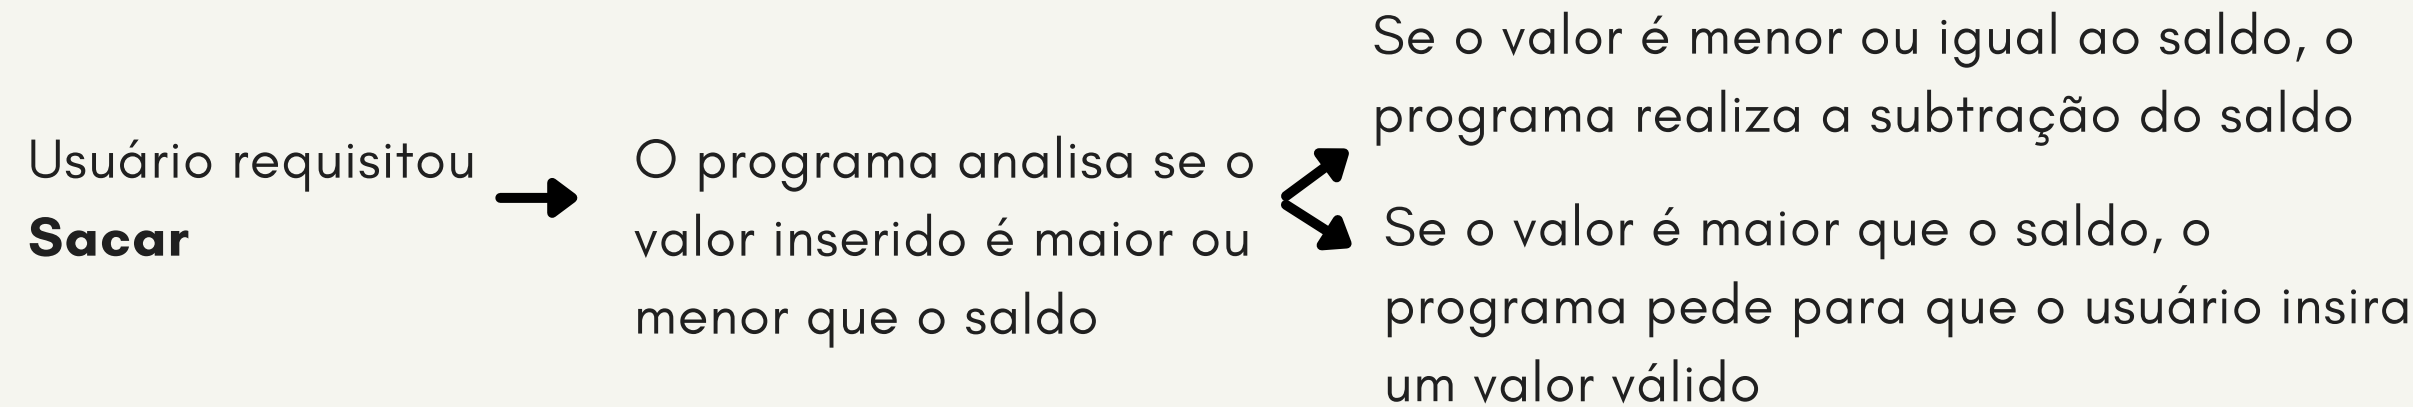 Usuário requisitou
Sacar
O programa analisa se o
valor inserido é maior ou
menor que o saldo
Se o valor é menor ou igual ao saldo, o
programa realiza a subtração do saldo
Se o valor é maior que o saldo, o
programa pede para que o usuário insira
um valor válido